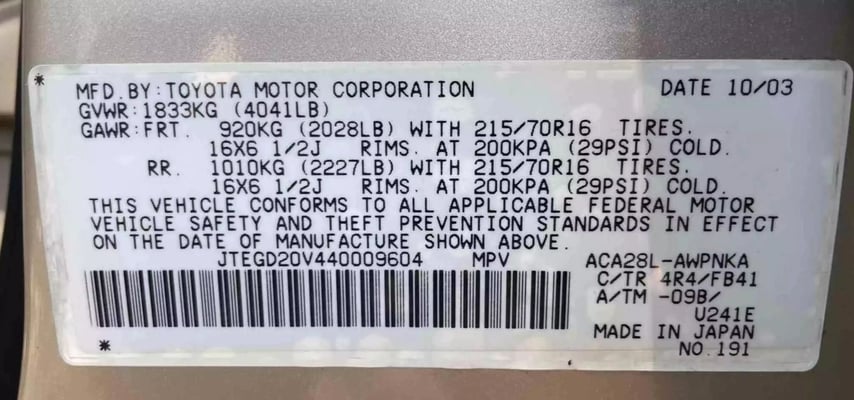 MFD. BY: TOYOTA MOTOR CORPORATION DATE 10/03
GVWR: 1833KG (4041LB)
GAWR: FRT. 920KG (2028LB) WITH 215/70R16 TIRES.
16X6 1/2J RIMS. AT 200KPA (29PSI) COLD.
RR. 1010KG (2227LB) WITH 215/70R16 TIRES.
16X6 1/2J RIMS. AT 200KPA (29PSI) COLD.
THIS VEHICLE CONFORMS TO ALL APPLICABLE FEDERAL MOTOR
VEHICLE SAFETY AND THEFT PREVENTION STANDARDS IN EFFECT
ON THE DATE OF MANUFACTURE SHOWN ABOVE.
JTEGD20V440009604 MPV ACA28L-AWPNKA
C/TR 4R4/FB41
A/TM -09B/
U241E
MADE IN JAPAN
NO.191